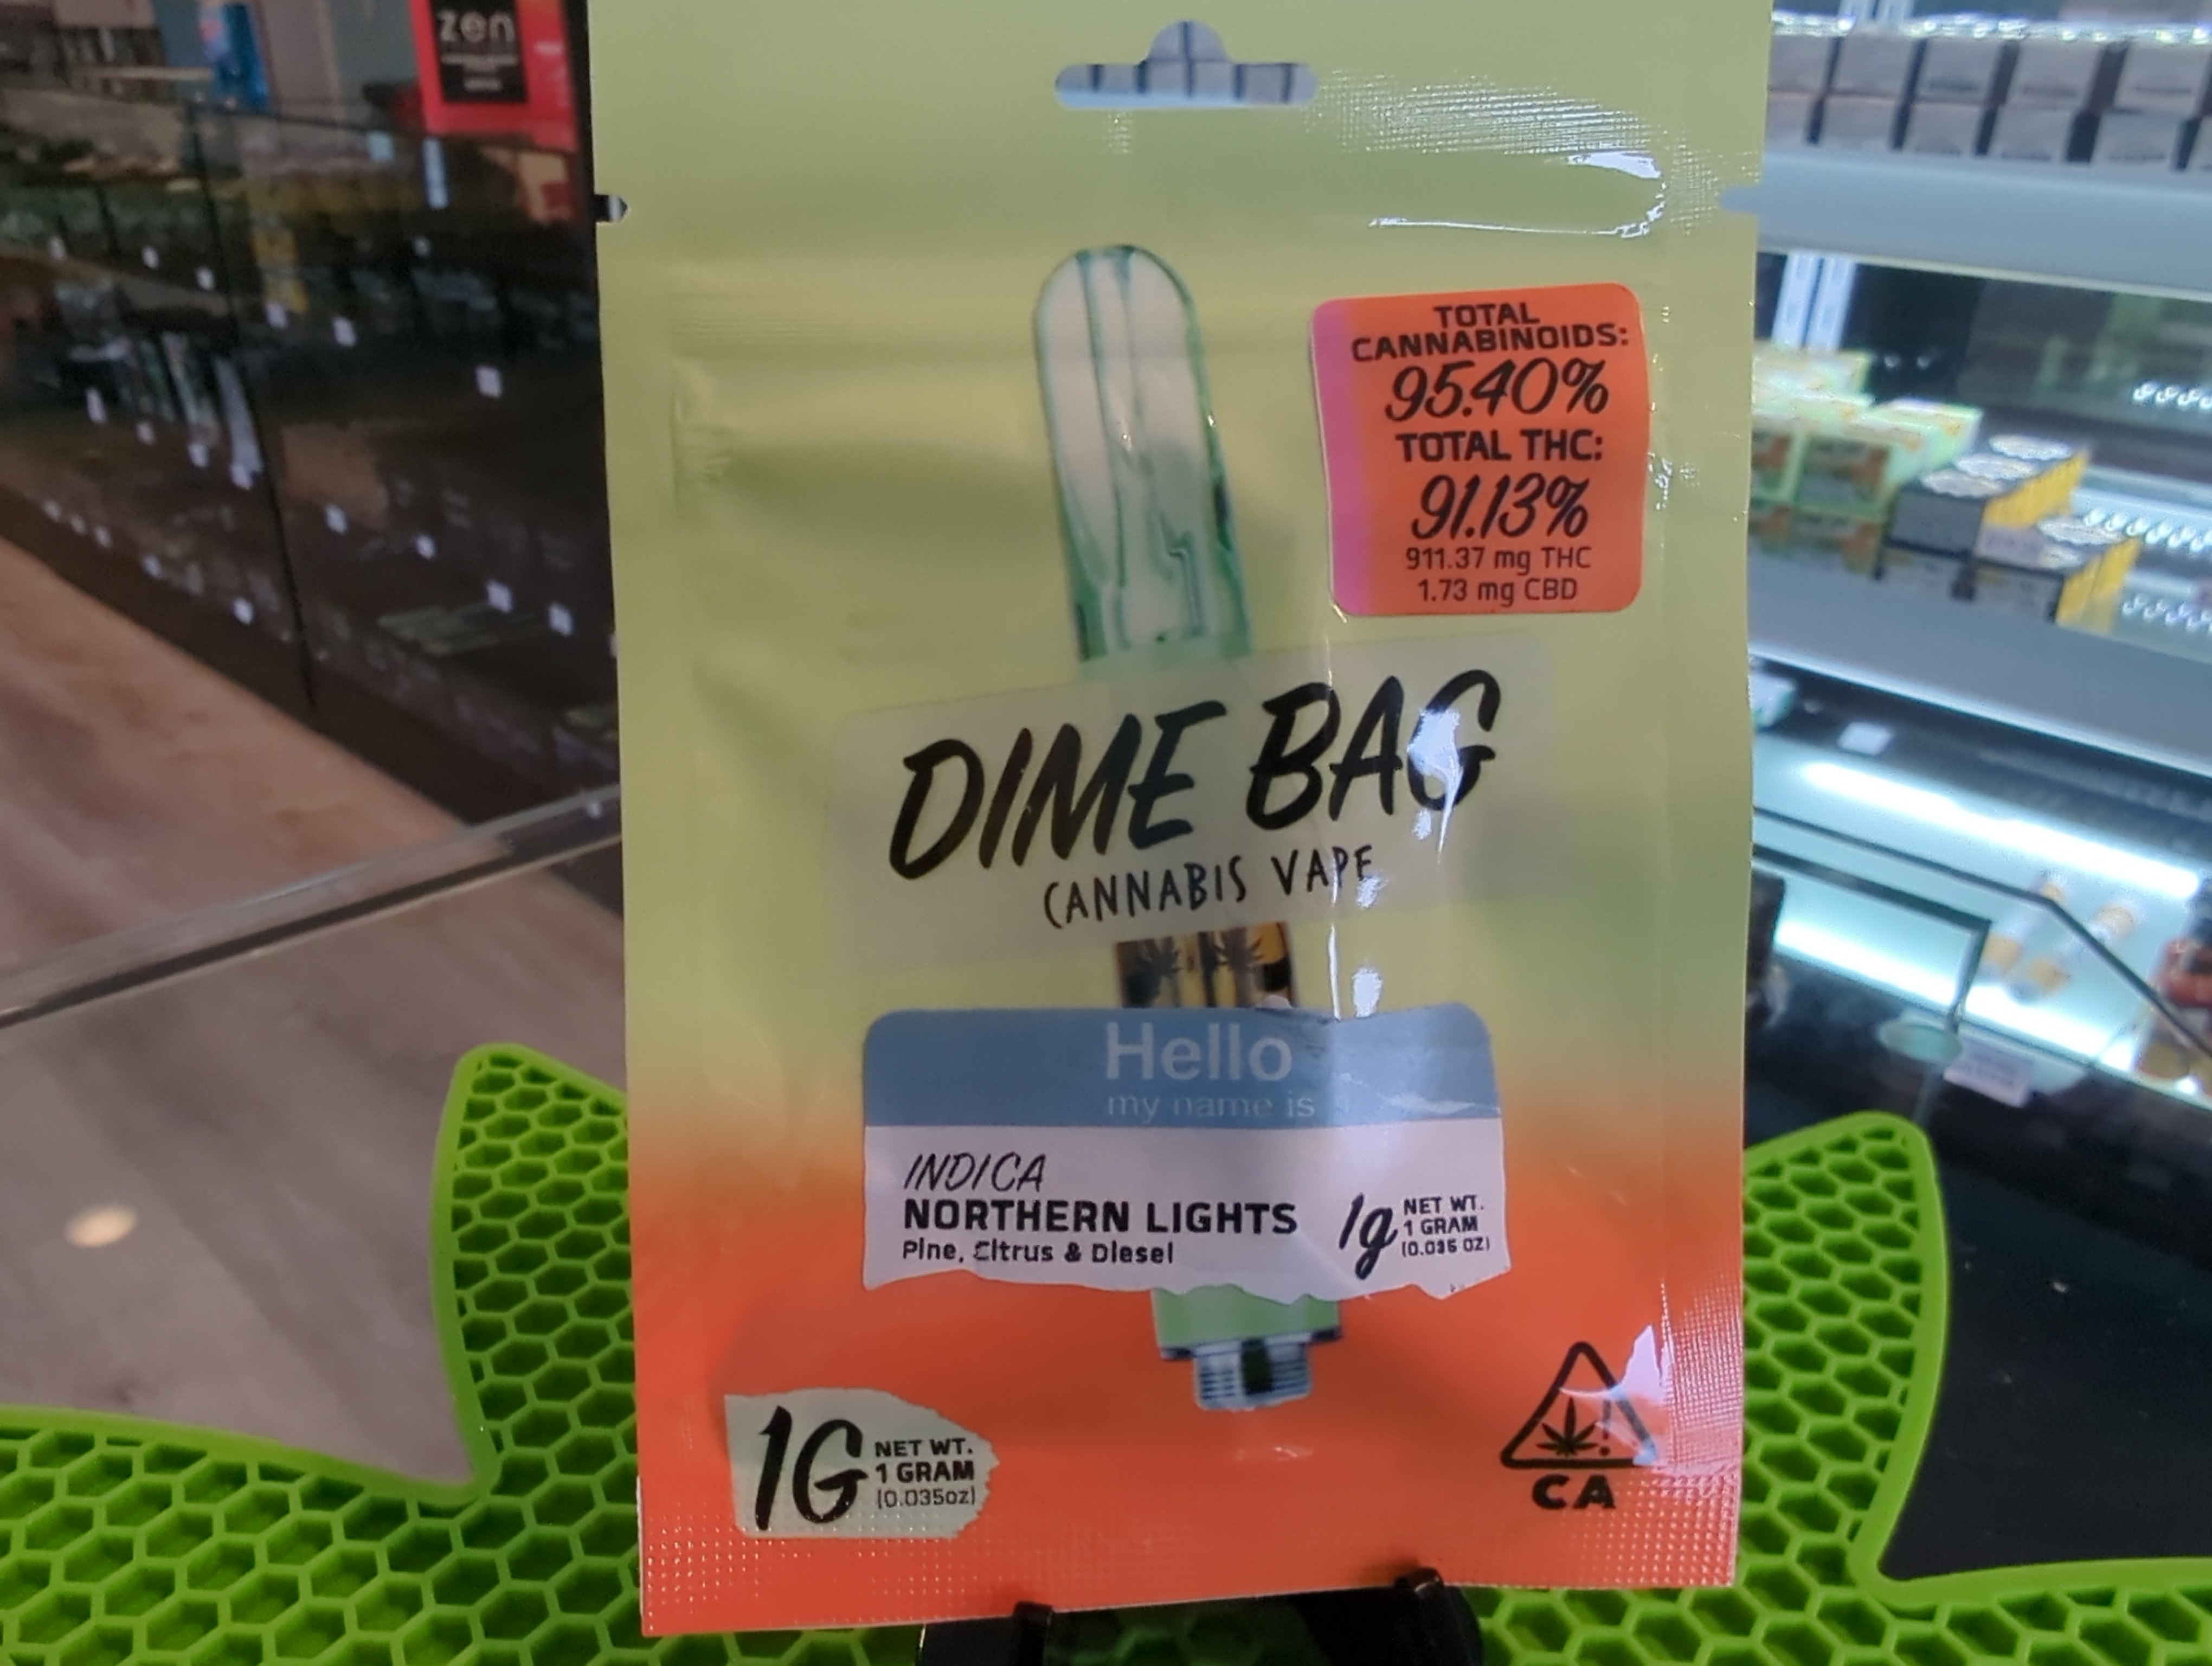 zen
TOTAL
CANNABINOIDS:
95.40%
TOTAL THC:
91.13%
911.37 mg THC
1.73 mg CBD
DIME BAG
CANNABIS VAPE
Hello
my name is
INDICA
NORTHERN LIGHTS
Pine, Citrus & Diesel
1g NET WT.
1 GRAM
(0.035 OZ)
1G NET WT.
1 GRAM
(0.035oz)
!
CA